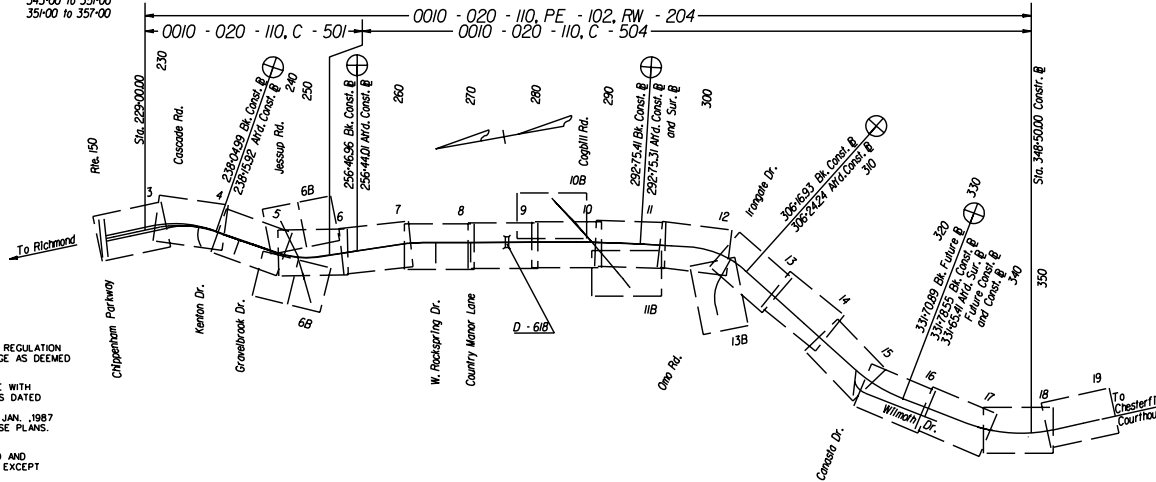 345+00 to 351+00
351+00 to 357+00
0010 - 020 - 110, PE - 102, RW - 204
0010 - 020 - 110, C - 501
0010 - 020 - 110, C - 504
Rte. 150
Sta. 229+00.00
230
Cascade Rd.
238+04.99 Bk. Const. B
238+15.92 Ah'd. Const. B
240
Jessup Rd.
250
256+46.96 Bk. Const. B
256+44.01 Ah'd. Const. B
260
270
280
290
Cogbill Rd.
292+75.41 Bk. Const. B
292+75.31 Ah'd. Const. B
and Sur. B
300
Irongate Dr.
306+16.93 Bk. Const. B
306+24.24 Ah'd. Const. B
310
320
331+70.89 Bk. Future B
331+78.55 Bk. Const. B
331+65.41 Ah'd. Sur. B
Future Const. B
and Const. B
330
340
Sta. 348+50.00 Constr. B
350
To Richmond
3
4
5
6B
6
7
8
9
10B
10
11
12
13
14
15
16
17
18
19
6B
11B
13B
Chippenham Parkway
Kenton Dr.
Gravelbrook Dr.
W. Rockspring Dr.
Country Manor Lane
D - 618
Omo Rd.
Canasta Dr.
Wilmoth Dr.
To
Chesterfi
Courthou
REGULATION
GE AS DEEMED
E WITH
S DATED
JAN. ,1987
SE PLANS.
D AND
EXCEPT